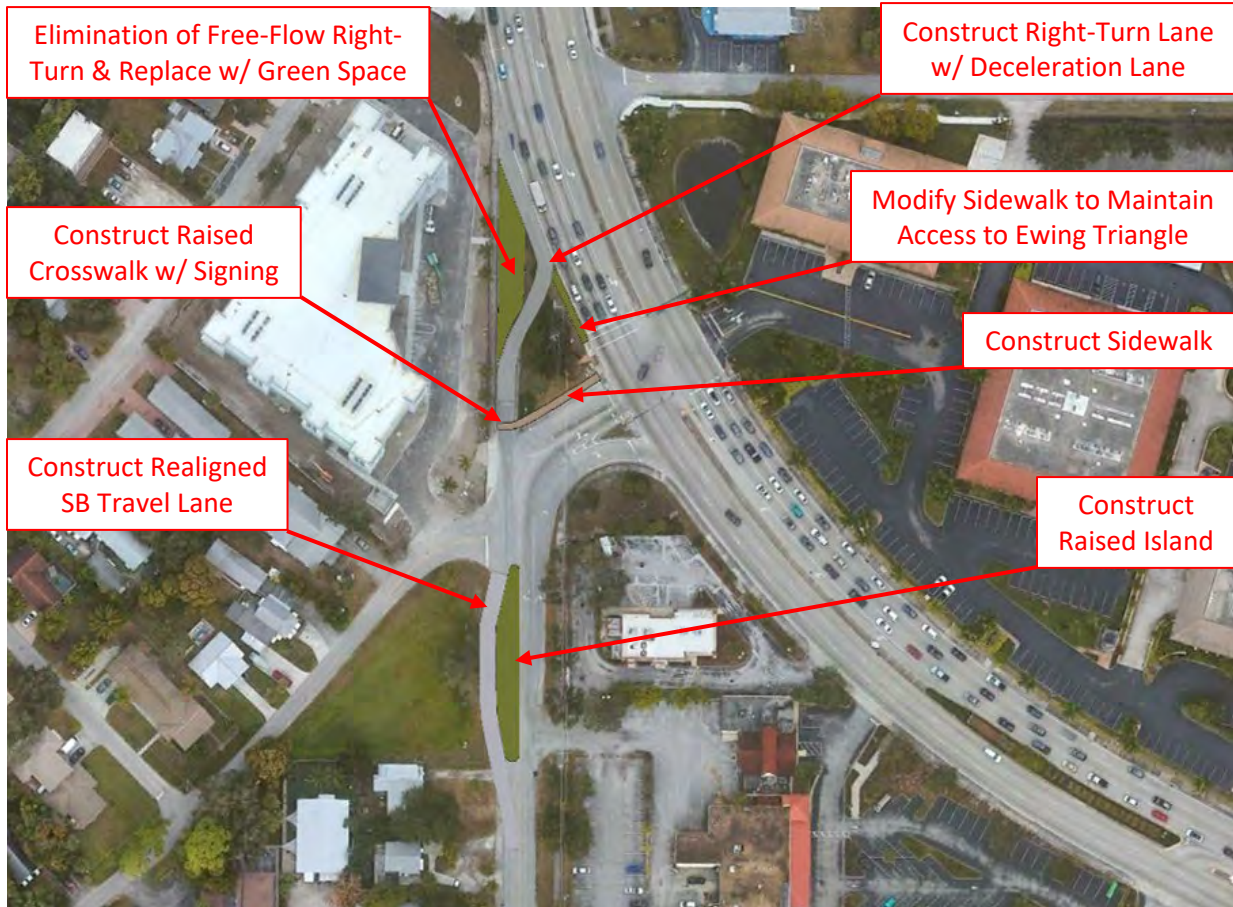 Elimination of Free-Flow Right-
Turn & Replace w/ Green Space
Construct Right-Turn Lane
w/ Deceleration Lane
Modify Sidewalk to Maintain
Access to Ewing Triangle
Construct Raised
Crosswalk w/ Signing
Construct Sidewalk
Construct Realigned
SB Travel Lane
Construct
Raised Island